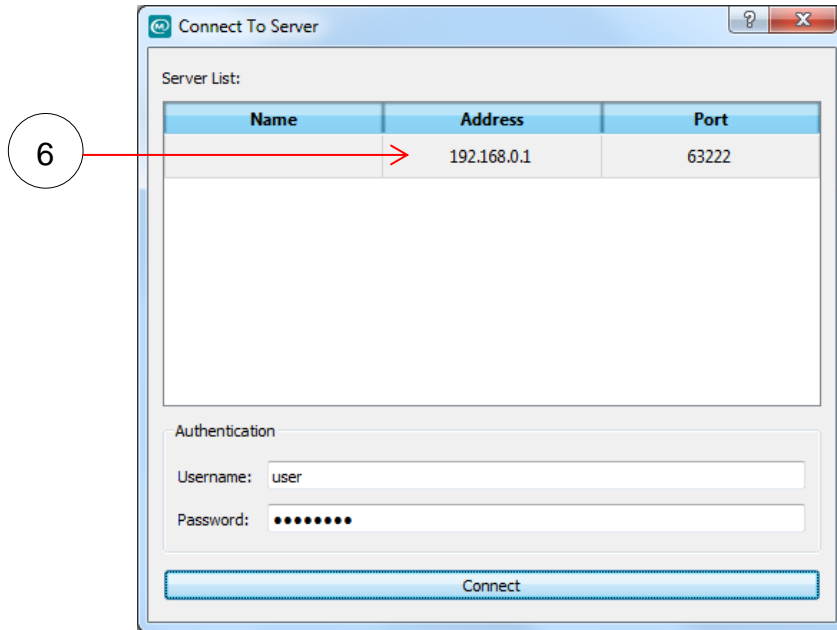 Connect To Server
Server List:
Name Address Port
6 192.168.0.1 63222
Authentication
Username: user
Password: ●●●●●●●●
Connect